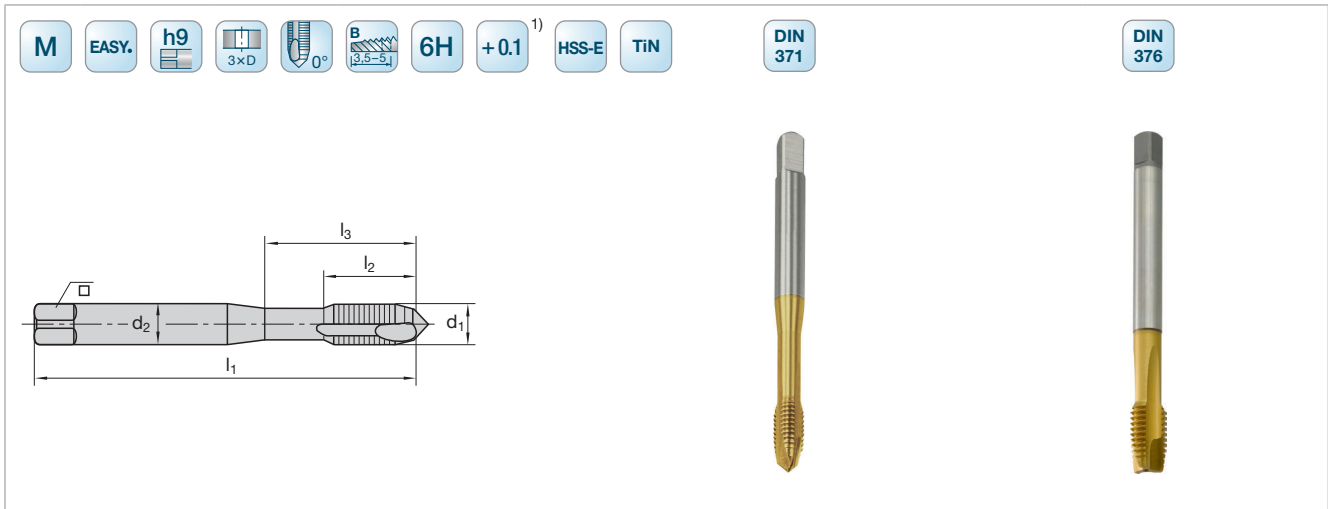 M
EASY.
h9
3×D
0°
B
3,5–5
6H
+ 0.1 1)
HSS-E
TiN
DIN
371
DIN
376
l3
l2
d2
d1
l1